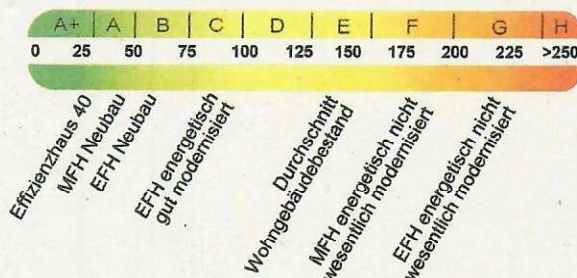 A+ A B C D E F G H
0 25 50 75 100 125 150 175 200 225 >250
Effizienzhaus 40
MFH Neubau
EFH Neubau
EFH energetisch
gut modernisiert
Durchschnitt
Wohngebäudebestand
MFH energetisch nicht
wesentlich modernisiert
EFH energetisch nicht
wesentlich modernisiert